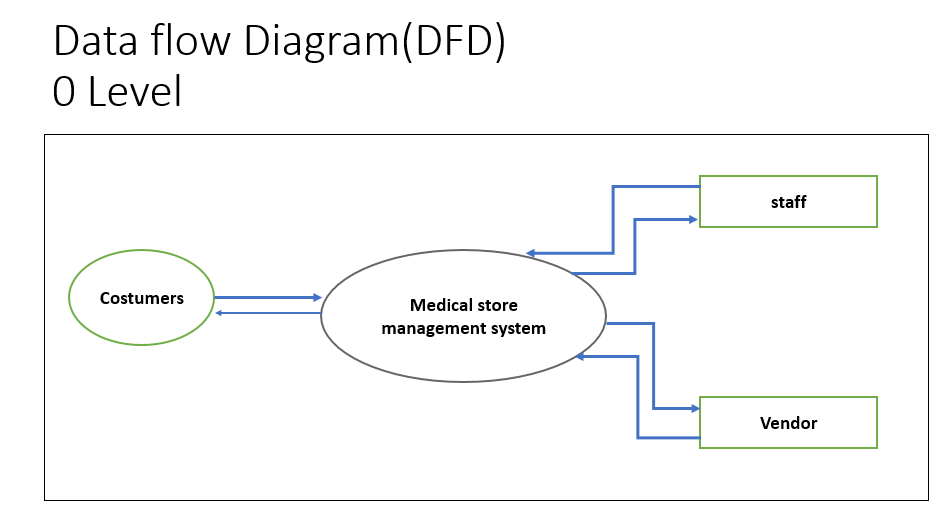 Data flow Diagram(DFD)
0 Level
staff
Costumers
Medical store
management system
Vendor